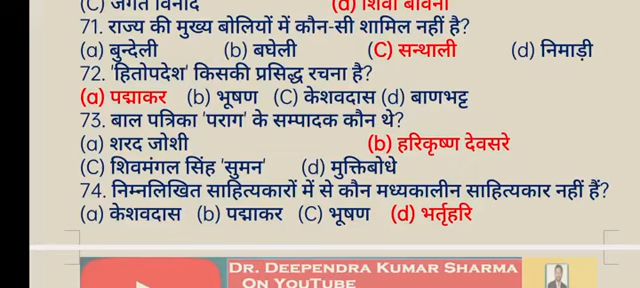 (C) जगत विनोद (d) शिवा बावनी
71. राज्य की मुख्य बोलियों में कौन-सी शामिल नहीं है?
(a) बुन्देली (b) बघेली (C) सन्थाली (d) निमाड़ी
72. 'हितोपदेश' किसकी प्रसिद्ध रचना है?
(a) पद्माकर (b) भूषण (C) केशवदास (d) बाणभट्ट
73. बाल पत्रिका 'पराग' के सम्पादक कौन थे?
(a) शरद जोशी (b) हरिकृष्ण देवसरे
(C) शिवमंगल सिंह 'सुमन' (d) मुक्तिबोधे
74. निम्नलिखित साहित्यकारों में से कौन मध्यकालीन साहित्यकार नहीं हैं?
(a) केशवदास (b) पद्माकर (C) भूषण (d) भर्तृहरि
DR. DEEPENDRA KUMAR SHARMA
ON YOUTUBE